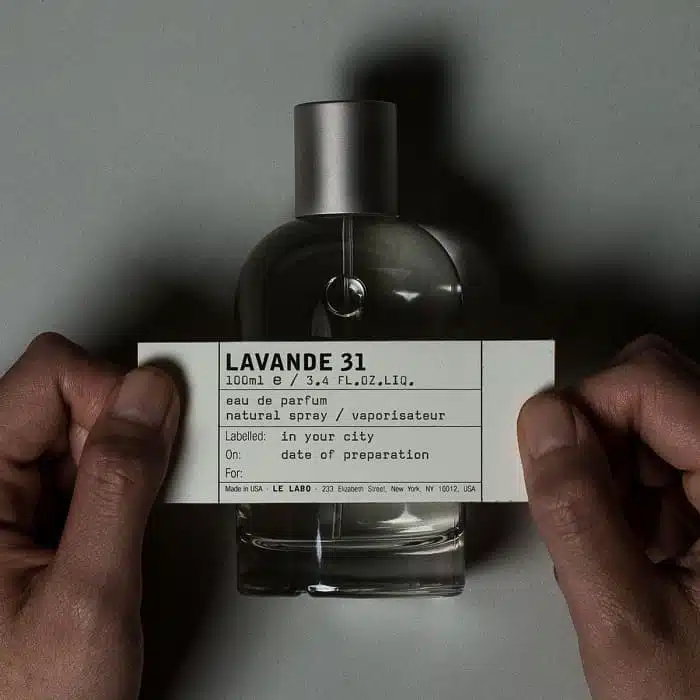 LAVANDE 31
100ml e / 3.4 FL.OZ.LIQ.
eau de parfum
natural spray / vaporisateur
Labelled: in your city
On: date of preparation
For:
Made in USA - LE LABO - 233 Elizabeth Street, New York, NY 10012, USA